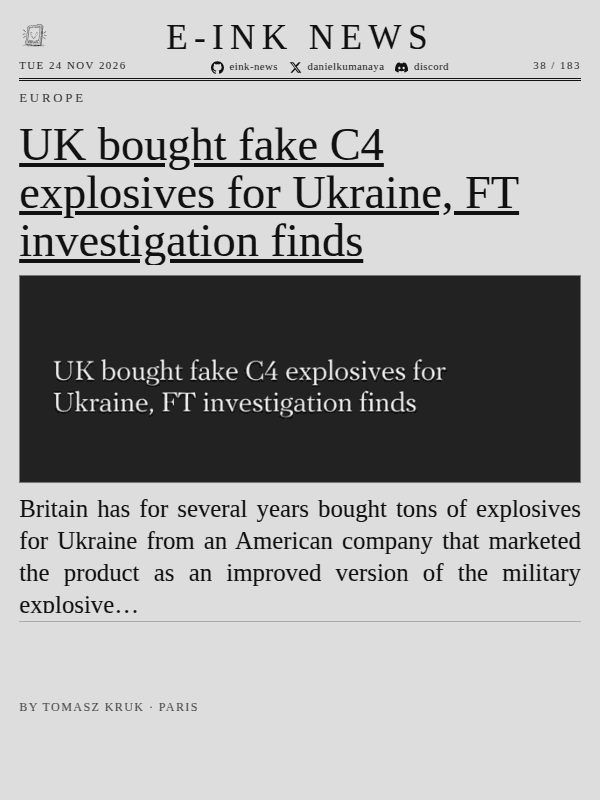 E-INK NEWS
TUE 24 NOV 2026
eink-news danielkumanaya discord
38 / 183
EUROPE
UK bought fake C4
explosives for Ukraine, FT
investigation finds
UK bought fake C4 explosives for
Ukraine, FT investigation finds
Britain has for several years bought tons of explosives
for Ukraine from an American company that marketed
the product as an improved version of the military
explosive…
BY TOMASZ KRUK · PARIS